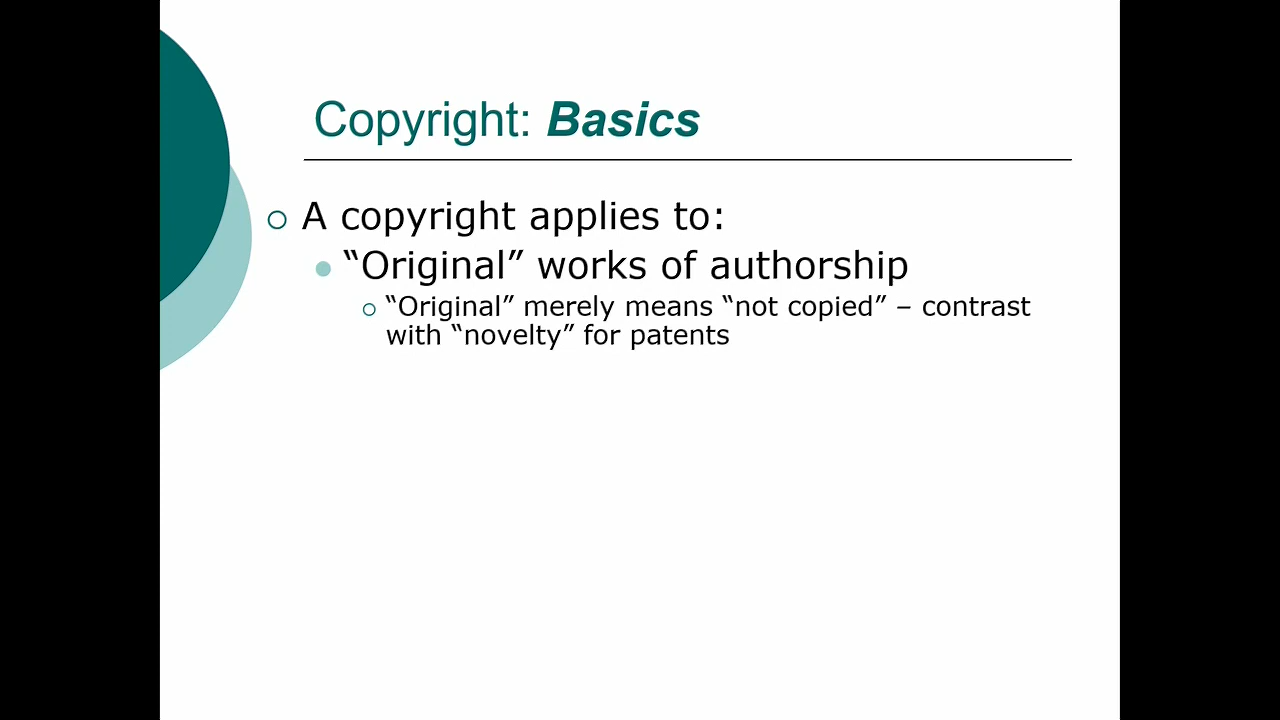 Copyright: Basics
A copyright applies to:
“Original” works of authorship
“Original” merely means “not copied” – contrast
with “novelty” for patents